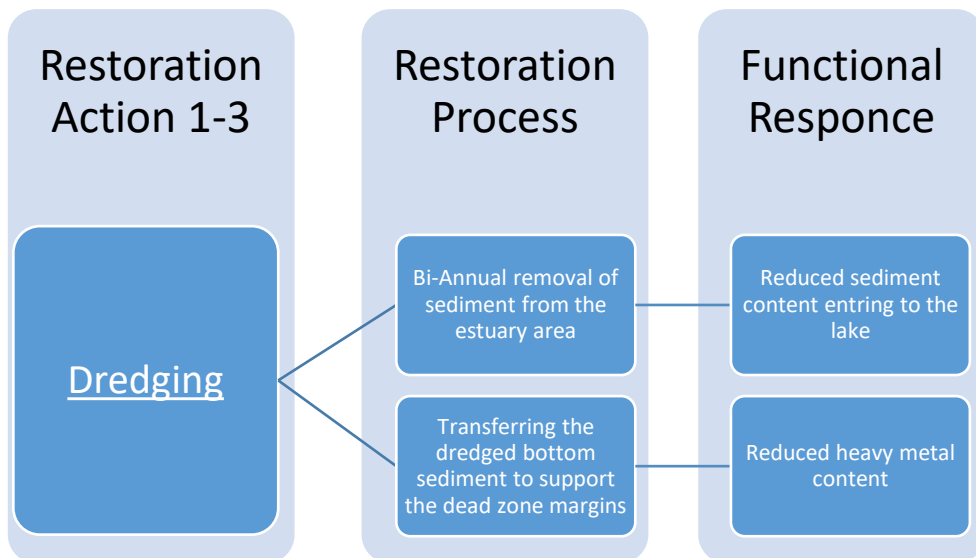 Restoration
Action 1-3
Restoration
Process
Functional
Responce
Dredging
Bi-Annual removal of
sediment from the
estuary area
Reduced sediment
content entring to the
lake
Transferring the
dredged bottom
sediment to support
the dead zone margins
Reduced heavy metal
content